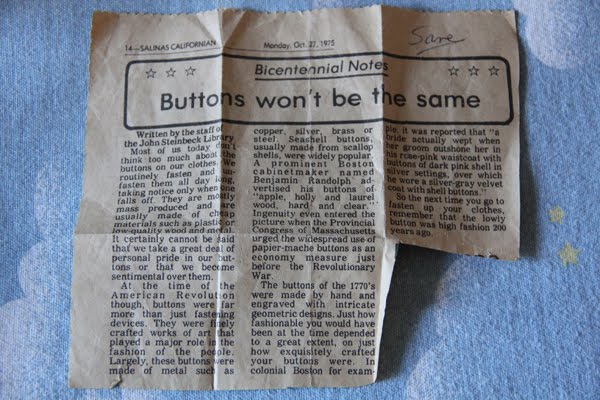 14—SALINAS CALIFORNIAN
Monday, Oct. 27, 1975
Save
Bicentennial Notes
Buttons won't be the same
Written by the staff of
the John Steinbeck Library
Most of us today don't
think too much about the
buttons on our clothes. We
routinely fasten and un-
fasten them all day long,
taking notice only when one
falls off. They are mostly
mass produced and are
usually made of cheap
materials such as plastic or
low-quality wood and metal.
It certainly cannot be said
that we take a great deal of
personal pride in our but-
tons or that we become
sentimental over them.
At the time of the
American Revolution
though, buttons were far
more than just fastening
devices. They were finely
crafted works of art that
played a major role in the
fashion of the people.
Largely, these buttons were
made of metal such as
copper, silver, brass or
steel. Seashell buttons,
usually made from scallop
shells, were widely popular.
A prominent Boston
cabinetmaker named
Benjamin Randolph ad-
vertised his buttons of
"apple, holly and laurel
wood, hard and clear."
Ingenuity even entered the
picture when the Provincial
Congress of Massachusetts
urged the widespread use of
papier-mache buttons as an
economy measure just
before the Revolutionary
War.
The buttons of the 1770's
were made by hand and
engraved with intricate
geometric designs. Just how
fashionable you would have
been at the time depended
to a great extent, on just
how exquisitely crafted
your buttons were. In
colonial Boston for exam-
ple, it was reported that "a
bride actually wept when
her groom outshone her in
his rose-pink waistcoat with
buttons of dark pink shell in
silver settings, over which
he wore a silver-gray velvet
coat with shell buttons."
So the next time you go to
fasten up your clothes,
remember that the lowly
button was high fashion 200
years ago.